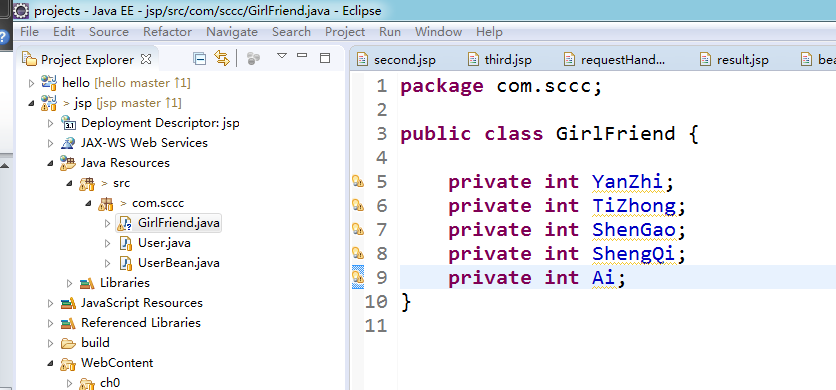 projects - Java EE - jsp/src/com/sccc/GirlFriend.java - Eclipse
File Edit Source Refactor Navigate Search Project Run Window Help
Project Explorer
hello [hello master ↑1]
> jsp [jsp master ↑1]
Deployment Descriptor: jsp
JAX-WS Web Services
Java Resources
> src
> com.sccc
GirlFriend.java
User.java
UserBean.java
Libraries
JavaScript Resources
Referenced Libraries
build
WebContent
ch0
second.jsp third.jsp requestHand... result.jsp bea
1 package com.sccc;
2
3 public class GirlFriend {
4
5 private int YanZhi;
6 private int TiZhong;
7 private int ShenGao;
8 private int ShengQi;
9 private int Ai;
10 }
11